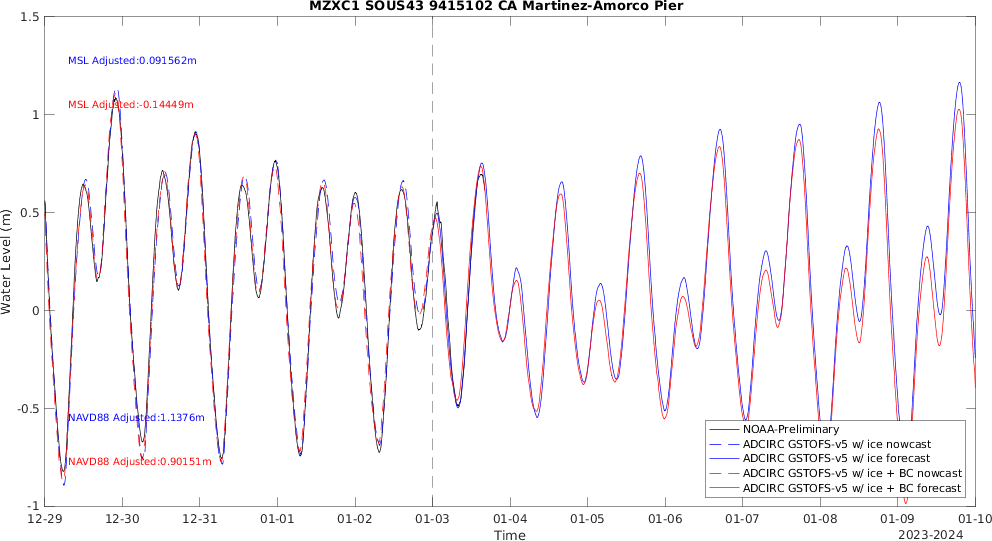 MZXC1 SOUS43 9415102 CA Martinez-Amorco Pier
1.5
1
0.5
0
-0.5
-1
Water Level (m)
MSL Adjusted:0.091562m
MSL Adjusted:-0.14449m
NAVD88 Adjusted:1.1376m
NAVD88 Adjusted:0.90151m
NOAA-Preliminary
ADCIRC GSTOFS-v5 w/ ice nowcast
ADCIRC GSTOFS-v5 w/ ice forecast
ADCIRC GSTOFS-v5 w/ ice + BC nowcast
ADCIRC GSTOFS-v5 w/ ice + BC forecast
12-29 12-30 12-31 01-01 01-02 01-03 01-04 01-05 01-06 01-07 01-08 01-09 01-10
Time
2023-2024